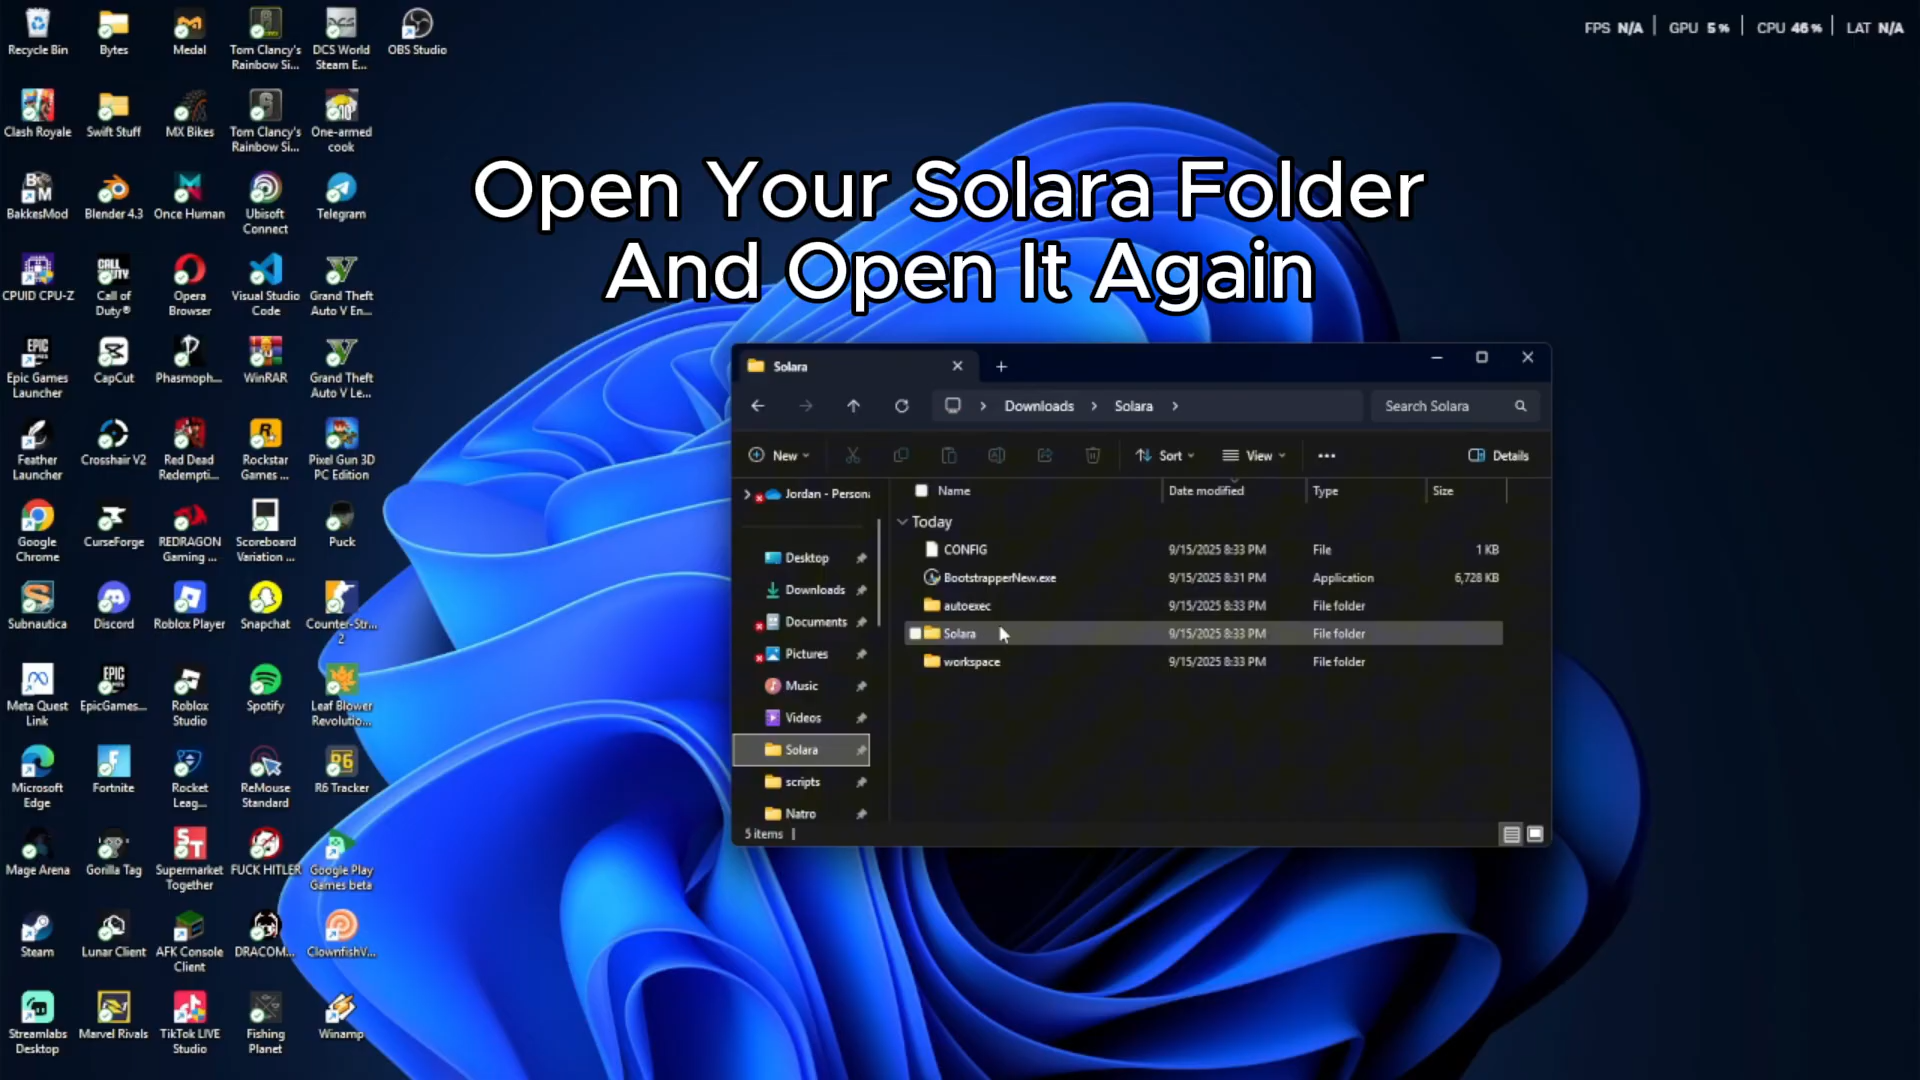 Recycle Bin
Bytes
Medal
Tom Clancy's
Rainbow Si...
DCS World
Steam E...
OBS Studio
FPS N/A
GPU 5%
CPU 46%
LAT N/A
Clash Royale
Swift Stuff
MX Bikes
Tom Clancy's
Rainbow Si...
One-armed
cook
Open Your Solara Folder
And Open It Again
BakkesMod
Blender 4.3
Once Human
Ubisoft
Connect
Telegram
CPUID CPU-Z
Call of
Duty®
Opera
Browser
Visual Studio
Code
Grand Theft
Auto V En...
Epic Games
Launcher
CapCut
Phasmoph...
WinRAR
Grand Theft
Auto V Le...
Feather
Launcher
Crosshair V2
Red Dead
Redempti...
Rockstar
Games ...
Pixel Gun 3D
PC Edition
Google
Chrome
CurseForge
REDRAGON
Gaming ...
Scoreboard
Variation ...
Puck
Subnautica
Discord
Roblox Player
Snapchat
Counter-Str...
2
Meta Quest
Link
EpicGames...
Roblox
Studio
Spotify
Leaf Blower
Revolutio...
Microsoft
Edge
Fortnite
Rocket
Leag...
ReMouse
Standard
R6 Tracker
Mage Arena
Gorilla Tag
Supermarket
Together
FUCK HITLER
Google Play
Games beta
Steam
Lunar Client
AFK Console
Client
DRACOM...
ClownfishV...
Streamlabs
Desktop
Marvel Rivals
TikTok LIVE
Studio
Fishing
Planet
Winamp
Solara
Downloads
Solara
Search Solara
New
Sort
View
Details
Jordan - Persona
Desktop
Downloads
Documents
Pictures
Music
Videos
Solara
scripts
Natro
Name
Date modified
Type
Size
Today
CONFIG 9/15/2025 8:33 PM File 1 KB
BootstrapperNew.exe 9/15/2025 8:31 PM Application 6,728 KB
autoexec 9/15/2025 8:33 PM File folder
Solara 9/15/2025 8:33 PM File folder
workspace 9/15/2025 8:33 PM File folder
5 items